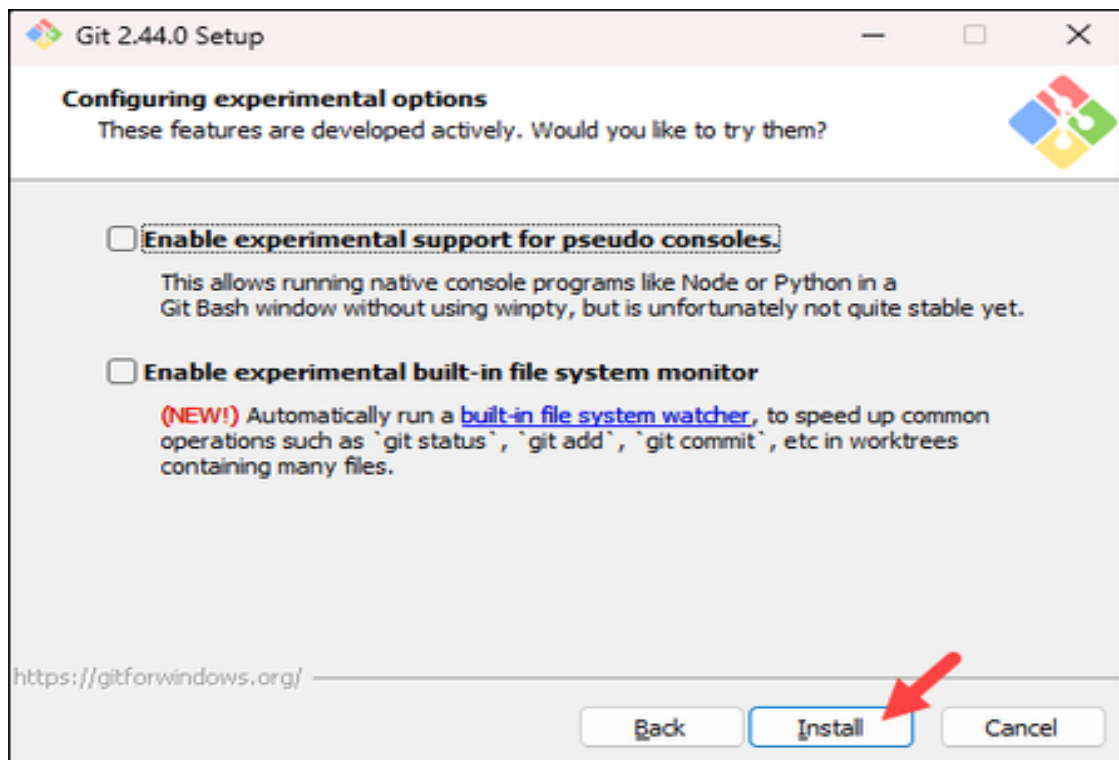 Git 2.44.0 Setup
Configuring experimental options
These features are developed actively. Would you like to try them?
Enable experimental support for pseudo consoles.
This allows running native console programs like Node or Python in a
Git Bash window without using winpty, but is unfortunately not quite stable yet.
Enable experimental built-in file system monitor
(NEW!) Automatically run a built-in file system watcher, to speed up common
operations such as `git status`, `git add`, `git commit`, etc in worktrees
containing many files.
https://gitforwindows.org/
Back Install Cancel